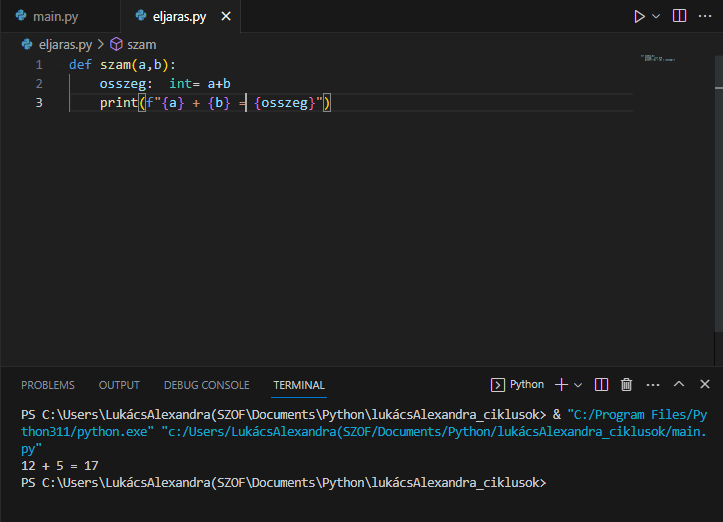 main.py eljaras.py
eljaras.py > szam
1 def szam(a,b):
2 osszeg:  int= a+b
3 print(f"{a} + {b} = {osszeg}")
PROBLEMS OUTPUT DEBUG CONSOLE TERMINAL Python
PS C:\Users\LukácsAlexandra(SZOF\Documents\Python\lukácsAlexandra_ciklusok> & "C:/Program Files/Py
thon311/python.exe" "c:/Users/LukácsAlexandra(SZOF/Documents/Python/lukácsAlexandra_ciklusok/main.
py"
12 + 5 = 17
PS C:\Users\LukácsAlexandra(SZOF\Documents\Python\lukácsAlexandra_ciklusok>